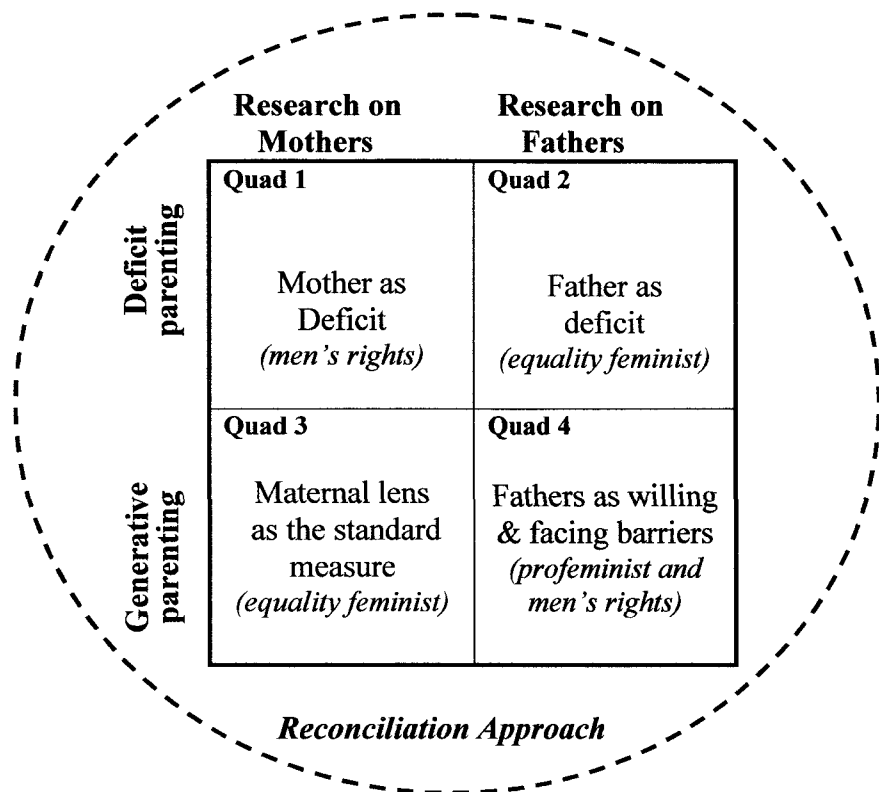 Research on
Mothers
Research on
Fathers
Deficit
parenting
Quad 1
Mother as
Deficit
(men's rights)
Quad 2
Father as
deficit
(equality feminist)
Generative
parenting
Quad 3
Maternal lens
as the standard
measure
(equality feminist)
Quad 4
Fathers as willing
& facing barriers
(profeminist and
men's rights)
Reconciliation Approach